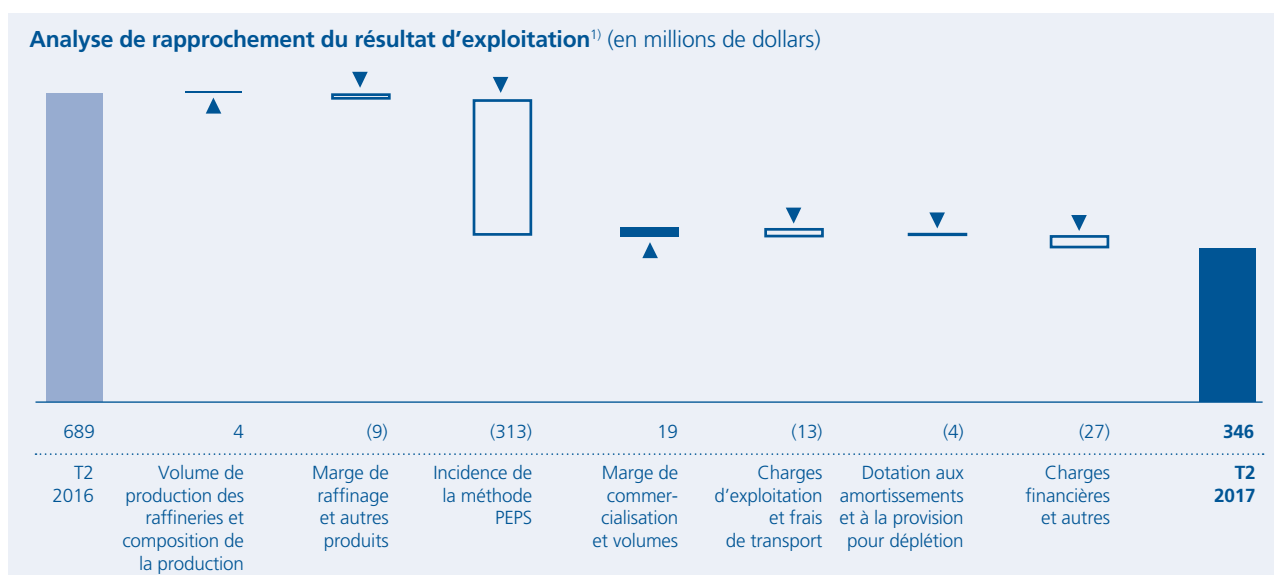 Analyse de rapprochement du résultat d'exploitation1) (en millions de dollars)
689
4
(9)
(313)
19
(13)
(4)
(27)
346
T2
2016
Volume de
production des
raffineries et
composition de
la production
Marge de
raffinage
et autres
produits
Incidence de
la méthode
PEPS
Marge de
commer-
cialisation
et volumes
Charges
d'exploitation
et frais
de transport
Dotation aux
amortissements
et à la provision
pour déplétion
Charges
financières
et autres
T2
2017